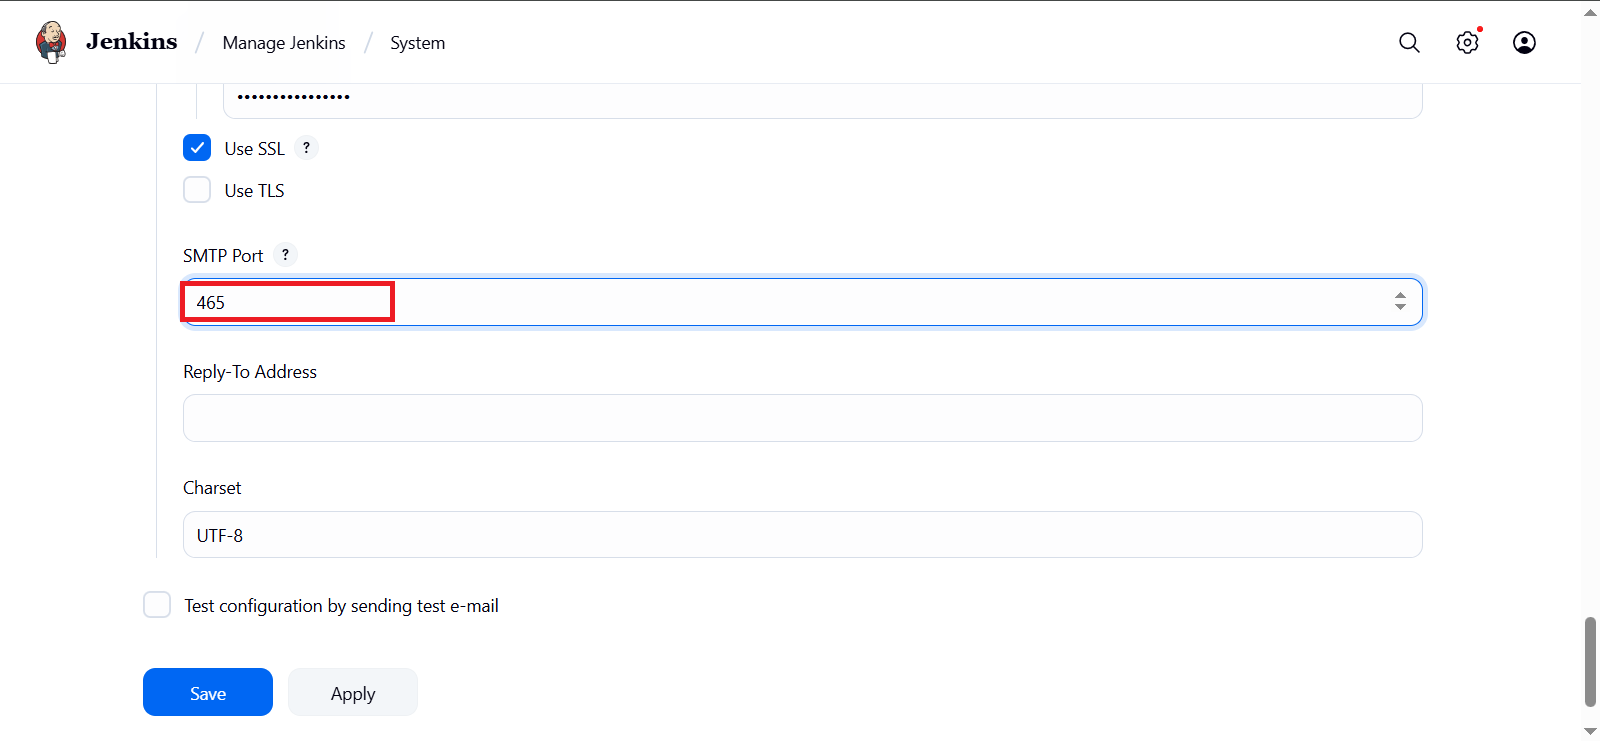 Jenkins / Manage Jenkins / System
••••••••••••••••
Use SSL ?
Use TLS
SMTP Port ?
465
Reply-To Address
Charset
UTF-8
Test configuration by sending test e-mail
Save Apply